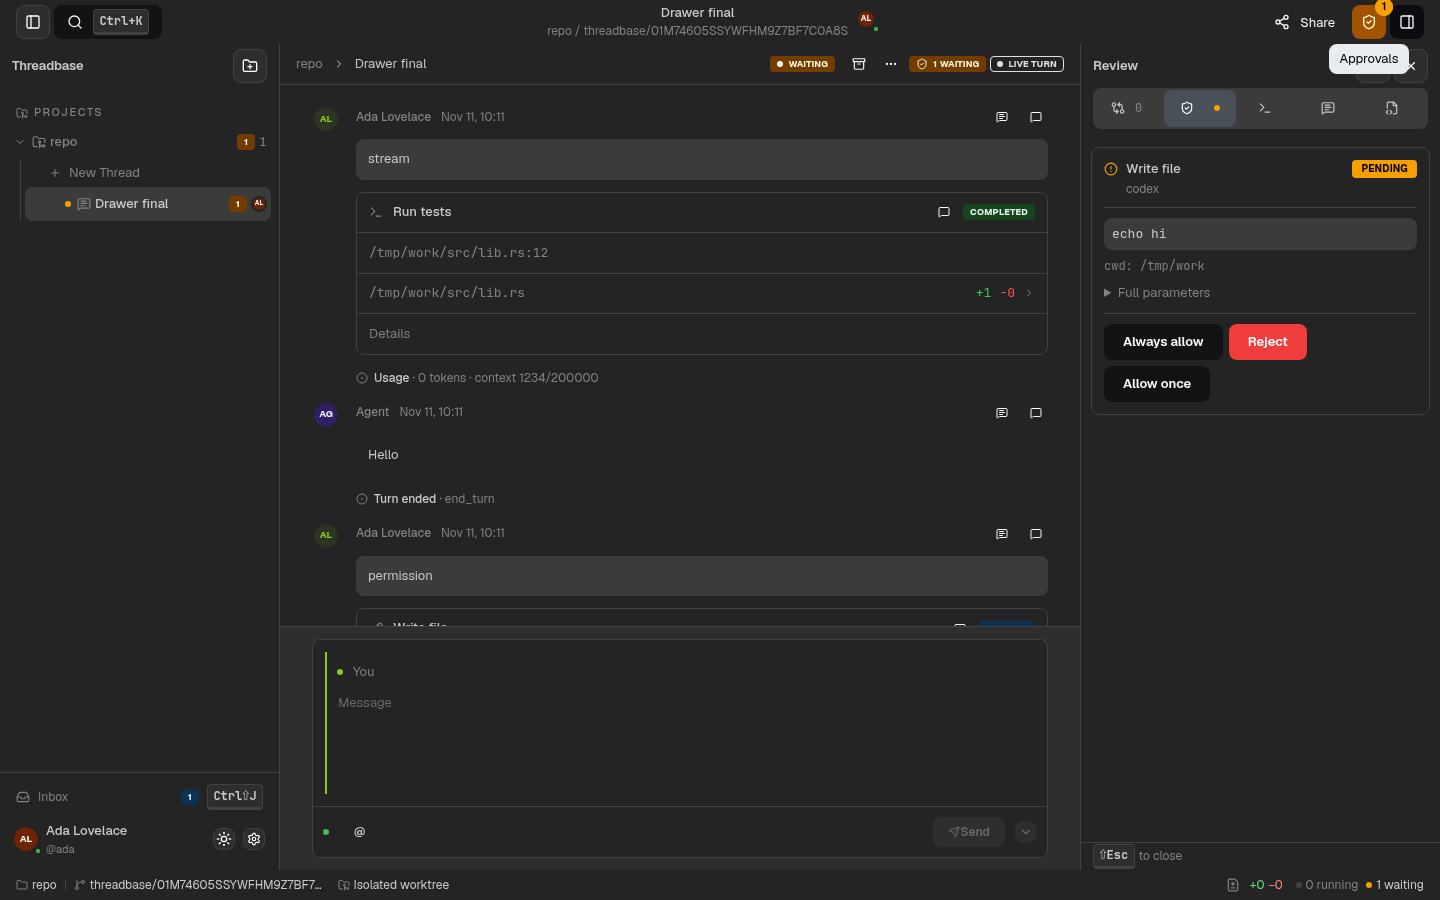 Ctrl+K
Drawer final
repo / threadbase/01M74605SSYWFHM9Z7BF7C0A8S
AL
Share
1
Approvals
Threadbase
PROJECTS
repo
1
1
New Thread
Drawer final
1
AL
Inbox
1
Ctrl⇧J
AL
Ada Lovelace
@ada
repo
Drawer final
WAITING
1 WAITING
LIVE TURN
AL
Ada Lovelace
Nov 11, 10:11
stream
Run tests
COMPLETED
/tmp/work/src/lib.rs:12
/tmp/work/src/lib.rs
+1 -0
Details
Usage · 0 tokens · context 1234/200000
AG
Agent
Nov 11, 10:11
Hello
Turn ended · end_turn
AL
Ada Lovelace
Nov 11, 10:11
permission
Write file
You
Message
@
Send
Review
0
Write file
PENDING
codex
echo hi
cwd: /tmp/work
Full parameters
Always allow
Reject
Allow once
⇧Esc to close
repo
threadbase/01M74605SSYWFHM9Z7BF7...
Isolated worktree
+0 −0
0 running
1 waiting